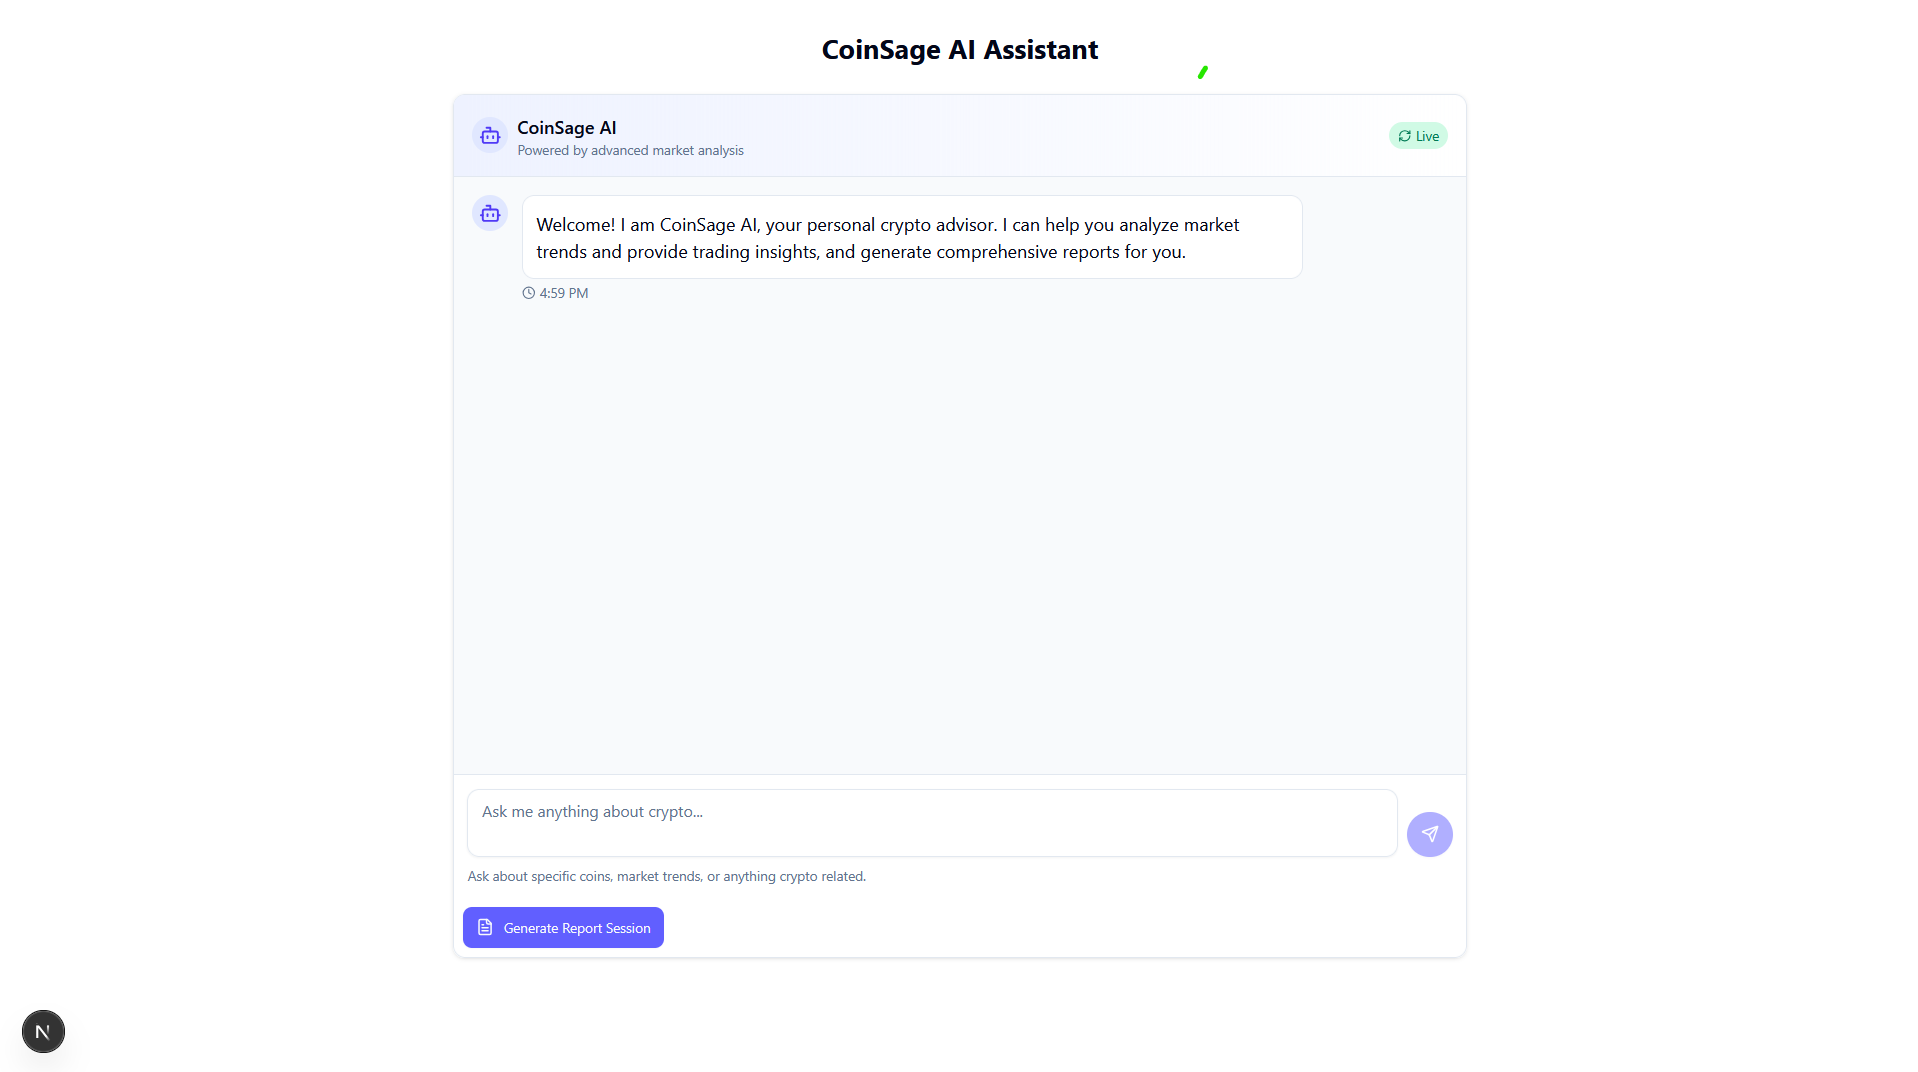 CoinSage AI Assistant
CoinSage AI
Powered by advanced market analysis
Live
Welcome! I am CoinSage AI, your personal crypto advisor. I can help you analyze market
trends and provide trading insights, and generate comprehensive reports for you.
4:59 PM
Ask me anything about crypto...
Ask about specific coins, market trends, or anything crypto related.
Generate Report Session
N